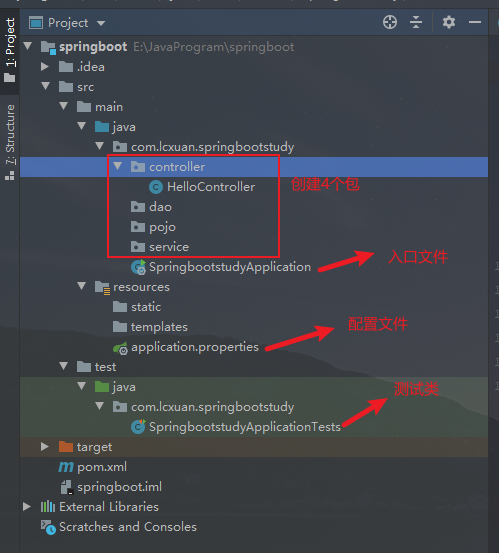 Project
1: Project
7: Structure
springboot E:\JavaProgram\springboot
.idea
src
main
java
com.lcxuan.springbootstudy
controller
HelloController
创建4个包
dao
pojo
service
SpringbootstudyApplication
入口文件
resources
static
templates
配置文件
application.properties
test
java
测试类
com.lcxuan.springbootstudy
SpringbootstudyApplicationTests
target
pom.xml
springboot.iml
External Libraries
Scratches and Consoles